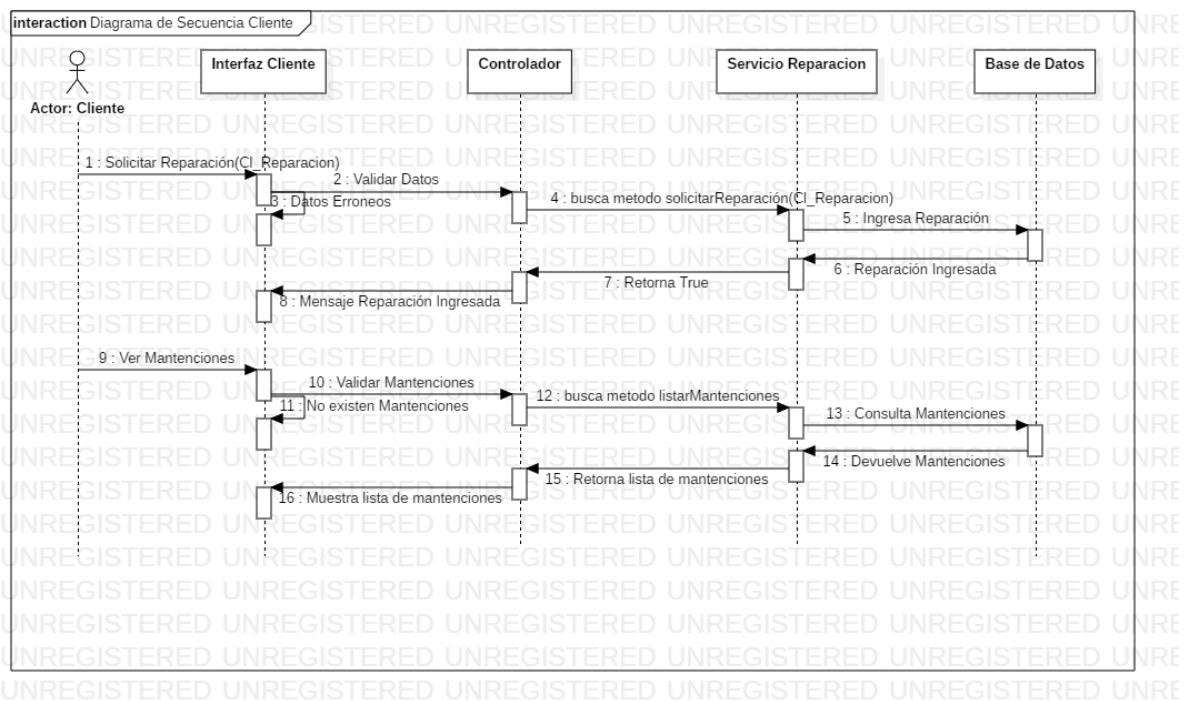 interaction Diagrama de Secuencia Cliente
Actor: Cliente
Interfaz Cliente
Controlador
Servicio Reparacion
Base de Datos
1 : Solicitar Reparación(Cl_Reparacion)
2 : Validar Datos
3 : Datos Erroneos
4 : busca metodo solicitarReparación(Cl_Reparacion)
5 : Ingresa Reparación
6 : Reparación Ingresada
7 : Retorna True
8 : Mensaje Reparación Ingresada
9 : Ver Mantenciones
10 : Validar Mantenciones
11 : No existen Mantenciones
12 : busca metodo listarMantenciones
13 : Consulta Mantenciones
14 : Devuelve Mantenciones
15 : Retorna lista de mantenciones
16 : Muestra lista de mantenciones
UNREGISTERED